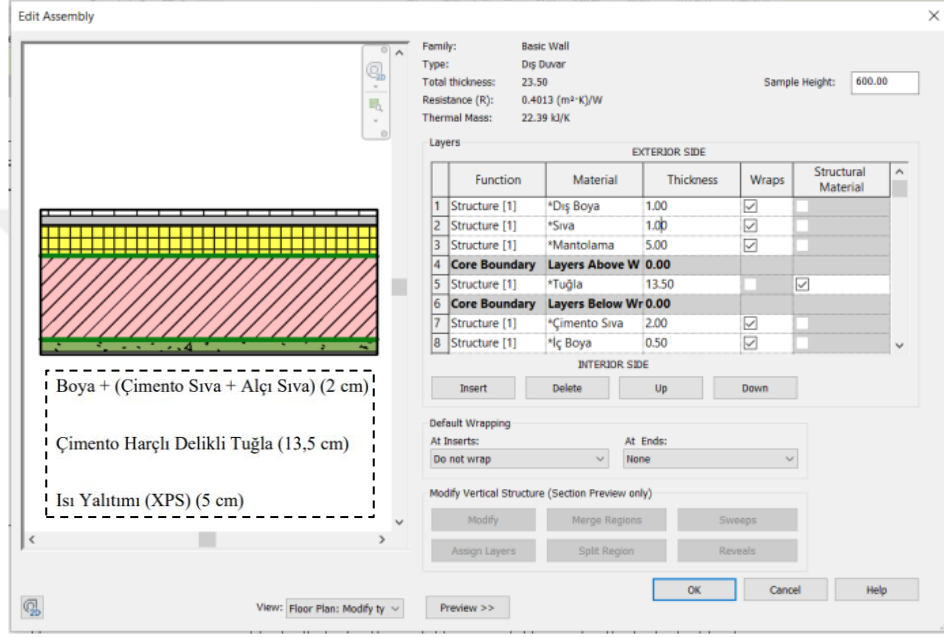 Edit Assembly
Family: Basic Wall
Type: Dış Duvar
Total thickness: 23.50
Sample Height: 600.00
Resistance (R): 0.4013 (m²·K)/W
Thermal Mass: 22.39 kJ/K
Layers
EXTERIOR SIDE
Function Material Thickness Wraps Structural Material
1 Structure [1] *Dış Boya 1.00
2 Structure [1] *Sıva 1.00
3 Structure [1] *Mantolama 5.00
4 Core Boundary Layers Above W 0.00
5 Structure [1] *Tuğla 13.50
6 Core Boundary Layers Below Wr 0.00
7 Structure [1] *Çimento Sıva 2.00
8 Structure [1] *İç Boya 0.50
INTERIOR SIDE
Insert Delete Up Down
Boya + (Çimento Sıva + Alçı Sıva) (2 cm)
Çimento Harçlı Delikli Tuğla (13,5 cm)
Isı Yalıtımı (XPS) (5 cm)
Default Wrapping
At Inserts: At Ends:
Do not wrap None
Modify Vertical Structure (Section Preview only)
Modify Merge Regions Sweeps
Assign Layers Split Region Reveals
OK Cancel Help
View: Floor Plan: Modify ty Preview >>